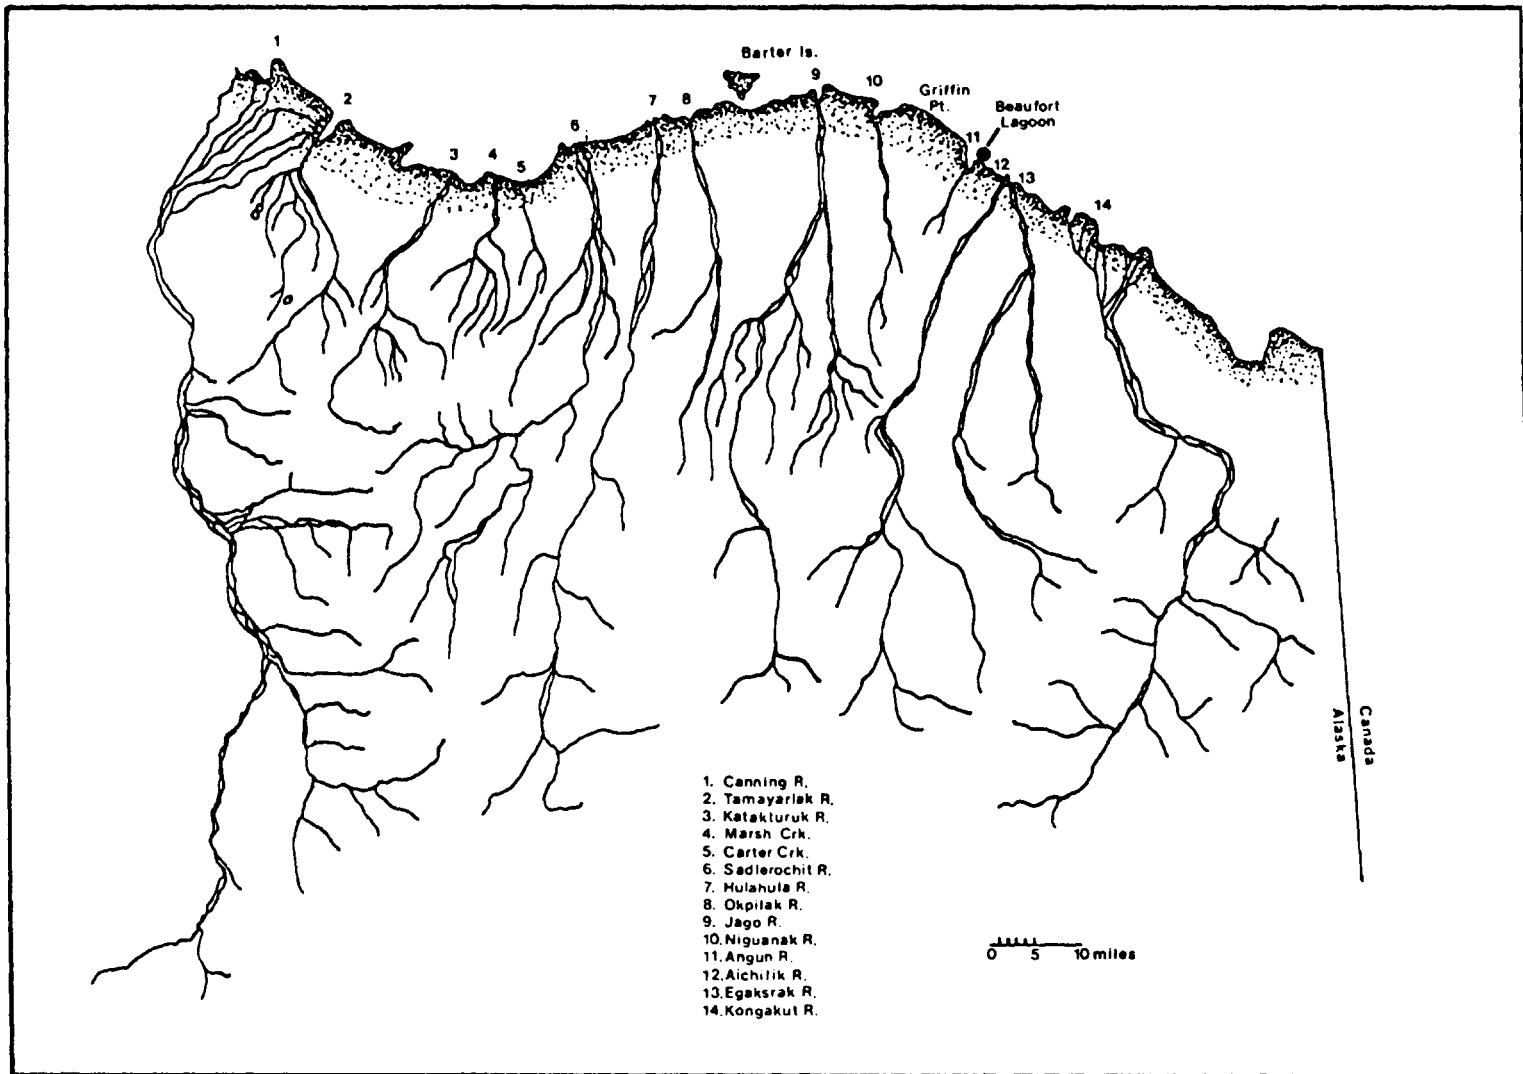 1
Barter Is.
2
3
4
5
6
7
8
9
10
Griffin
Pt.
Beaufort
Lagoon
11
12
13
14
Canada
Alaska
1. Canning R.
2. Tamayarlak R.
3. Katakturuk R.
4. Marsh Crk.
5. Carter Crk.
6. Sadlerochit R.
7. Hulahula R.
8. Okpilak R.
9. Jago R.
10. Niguanak R.
11. Angun R.
12. Aichilik R.
13. Egaksrak R.
14. Kongakut R.
0 5 10 miles